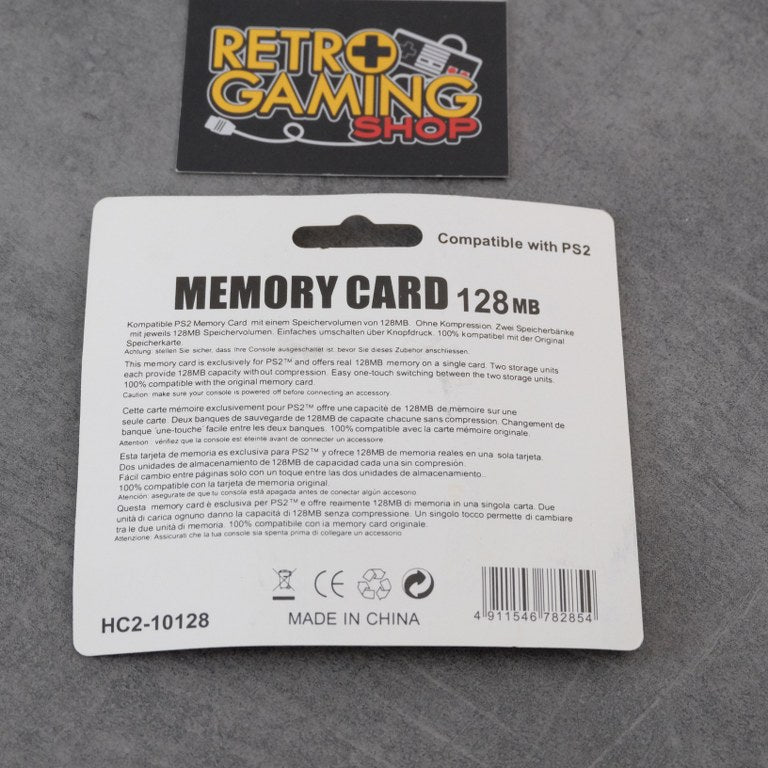 RETRO
GAMING
SHOP
Compatible with PS2
MEMORY CARD 128MB
Kompatible PS2 Memory Card mit einem Speichervolumen von 128MB. Ohne Kompression. Zwei Speicherbänke
mit jeweils 128MB Speichervolumen. Einfaches umschalten über Knopfdruck. 100% kompatibel mit der Original
Speicherkarte.
Achtung: stellen Sie sicher, dass Ihre Console ausgeschaltet ist, bevor Sie dieses Zubehör anschliessen.
This memory card is exclusively for PS2™ and offers real 128MB memory on a single card. Two storage units
each provide 128MB capacity without compression. Easy one-touch switching between the two storage units.
100% compatible with the original memory card.
Caution: make sure your console is powered off before connecting an accessory.
Cette carte mémoire exclusivement pour PS2™ offre une capacité de 128MB de mémoire sur une
seule carte. Deux banques de sauvegarde de 128MB de capacite chacune sans compression. Changement de
banque 'une-touche' facile entre les deux banques. 100% compatible avec la carte mémoire originale.
Attention : vérifiez que la console est éteinte avant de connecter un accessoire.
Esta tarjeta de memoria es exclusiva para PS2™ y ofrece 128MB de memoria reales en una sola tarjeta.
Dos unidades de almacenamiento de 128MB de capacidad cada una sin compresión.
Fácil cambio entre páginas solo con un toque entre las dos unidades de almacenamiento..
100% compatible con la tarjeta de memoria original.
Atención: asegurate de que tu consola está apagada antes de conectar algún accesorio
Questa memory card è esclusiva per PS2™ e offre realmente 128MB di memoria in una singola carta. Due
unità di carica ognuno danno la capacità di 128MB senza compressione. Un singolo tocco permette di cambiare
tra le due unità di memoria. 100% compatibile con la memory card originale.
Attenzione: Assicurati che la tua console sia spenta prima di collegare un accessorio
CE
HC2-10128
MADE IN CHINA
4 911546 782854